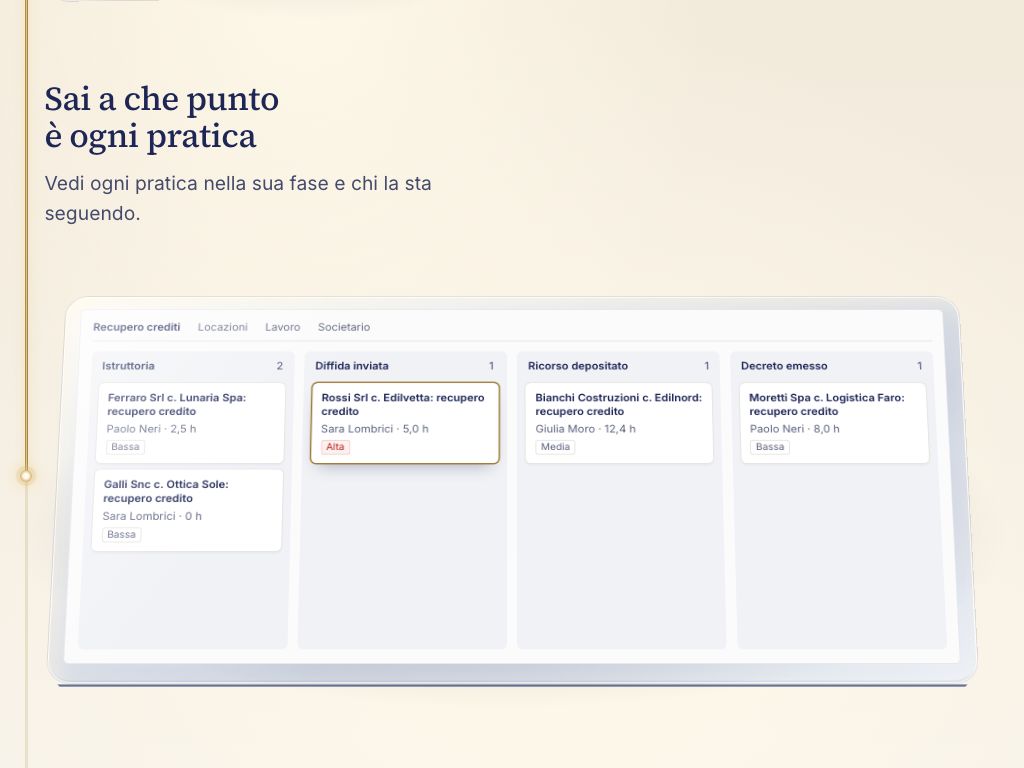 Sai a che punto
è ogni pratica
Vedi ogni pratica nella sua fase e chi la sta
seguendo.
Recupero crediti Locazioni Lavoro Societario
Istruttoria 2
Ferraro Srl c. Lunaria Spa:
recupero credito
Paolo Neri · 2,5 h
Bassa
Galli Snc c. Ottica Sole:
recupero credito
Sara Lombrici · 0 h
Bassa
Diffida inviata 1
Rossi Srl c. Edilvetta: recupero
credito
Sara Lombrici · 5,0 h
Alta
Ricorso depositato 1
Bianchi Costruzioni c. Edilnord:
recupero credito
Giulia Moro · 12,4 h
Media
Decreto emesso 1
Moretti Spa c. Logistica Faro:
recupero credito
Paolo Neri · 8,0 h
Bassa